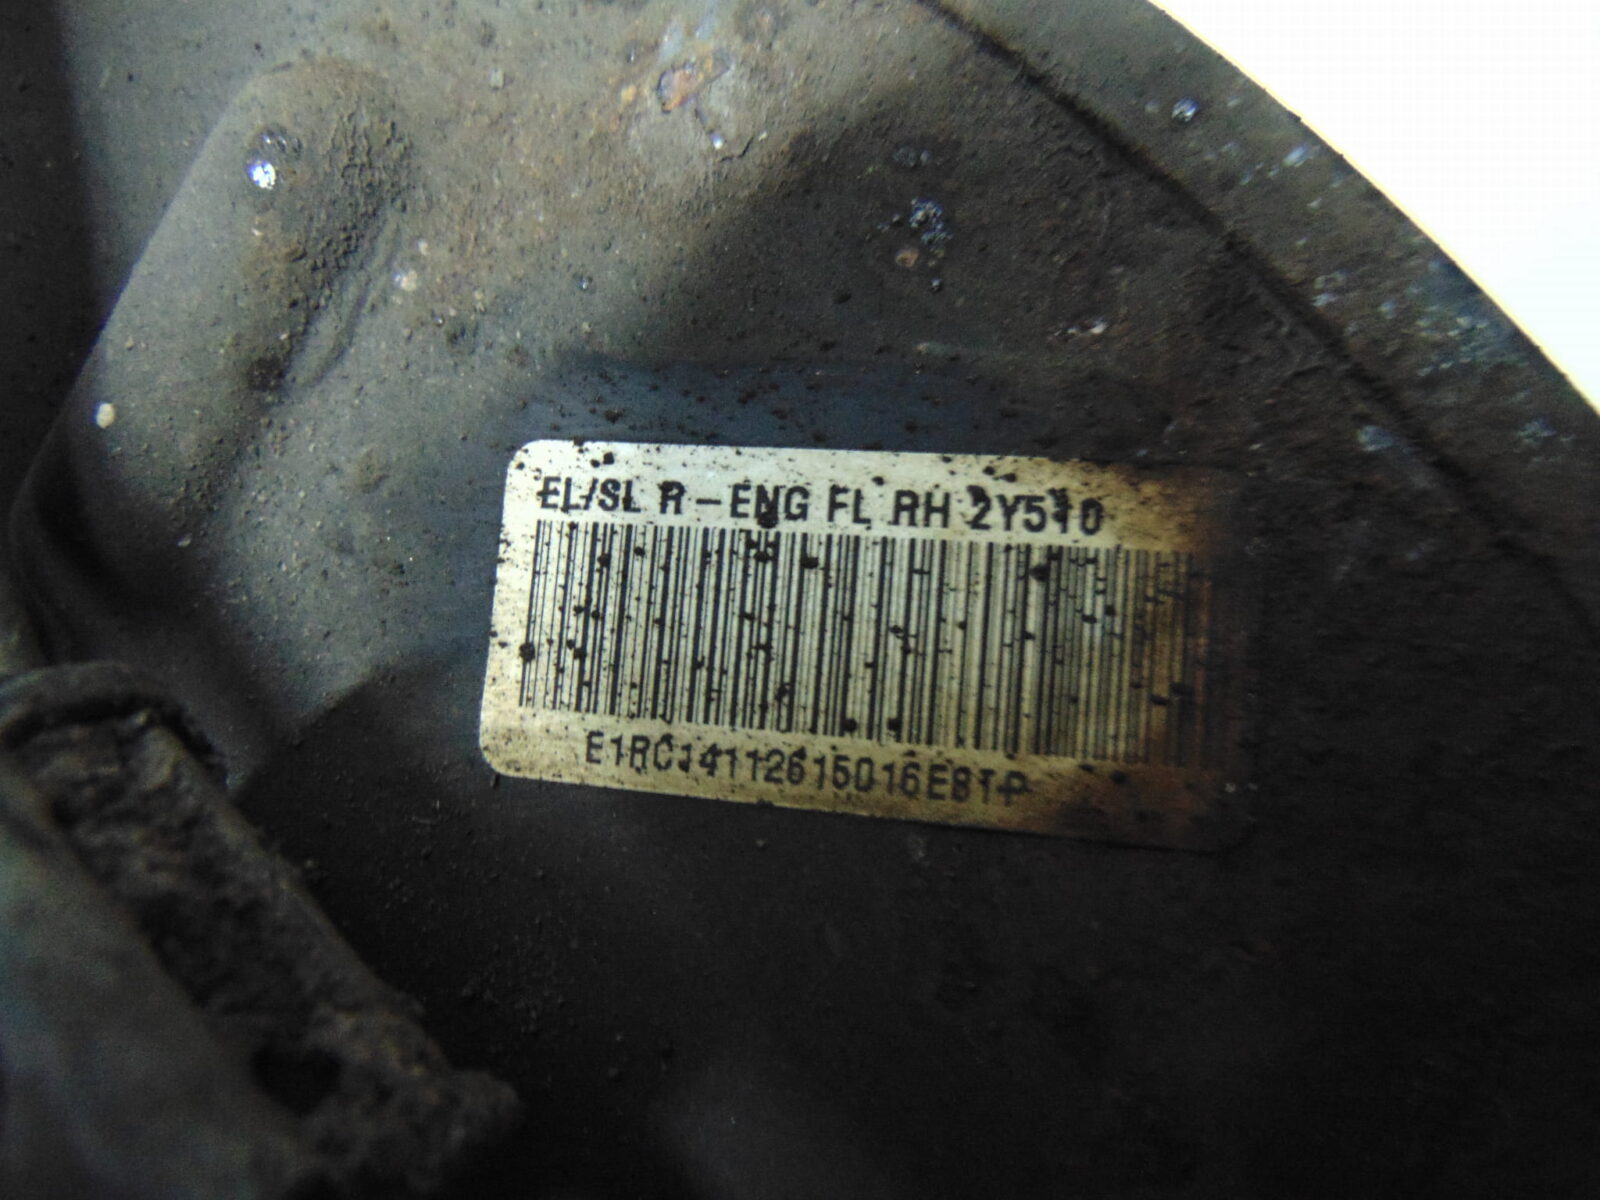 EL/SL R-ENG FL RH 2Y510
E1RC14112615016E81P